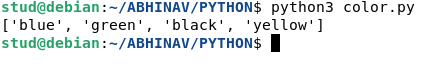 stud@debian:~/ABHINAV/PYTHON$ python3 color.py
['blue', 'green', 'black', 'yellow']
stud@debian:~/ABHINAV/PYTHON$